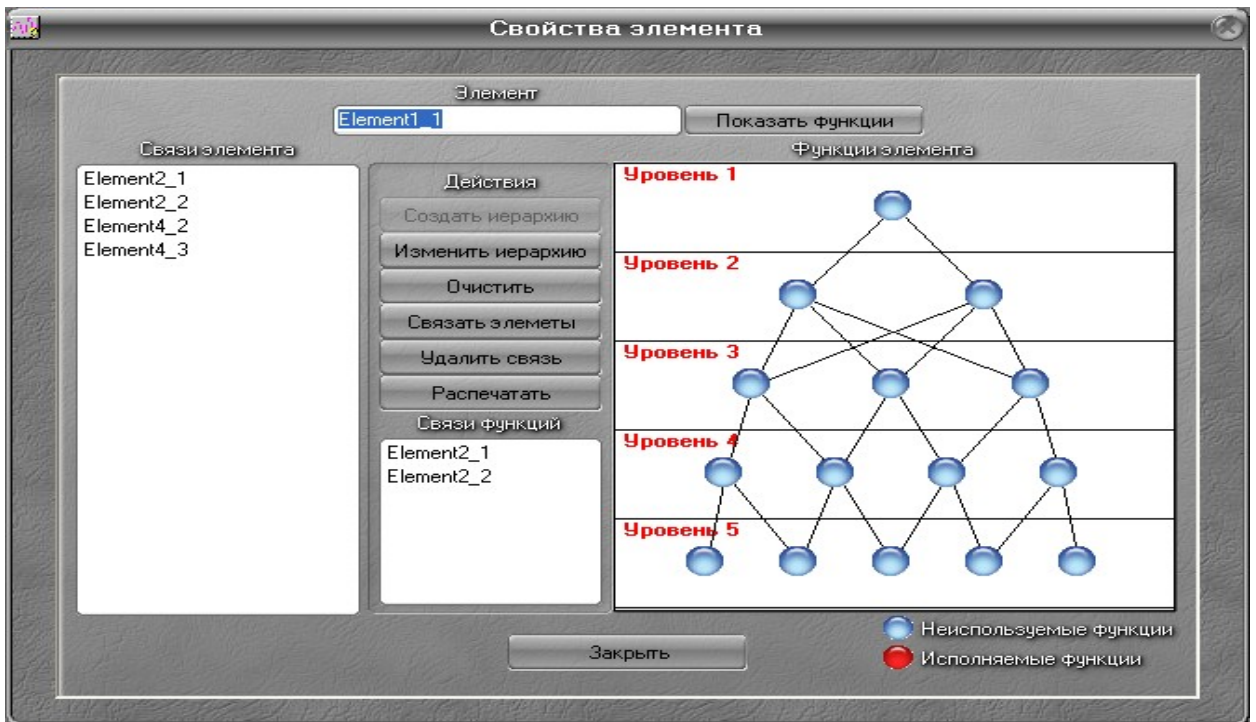 Свойства элемента
Элемент
Element1_1
Показать функции
Связи элемента
Element2_1
Element2_2
Element4_2
Element4_3
Действия
Создать иерархию
Изменить иерархию
Очистить
Связать элеметы
Удалить связь
Распечатать
Связи функций
Element2_1
Element2_2
Функции элемента
Уровень 1
Уровень 2
Уровень 3
Уровень 4
Уровень 5
Неиспользуемые функции
Исполняемые функции
Закрыть